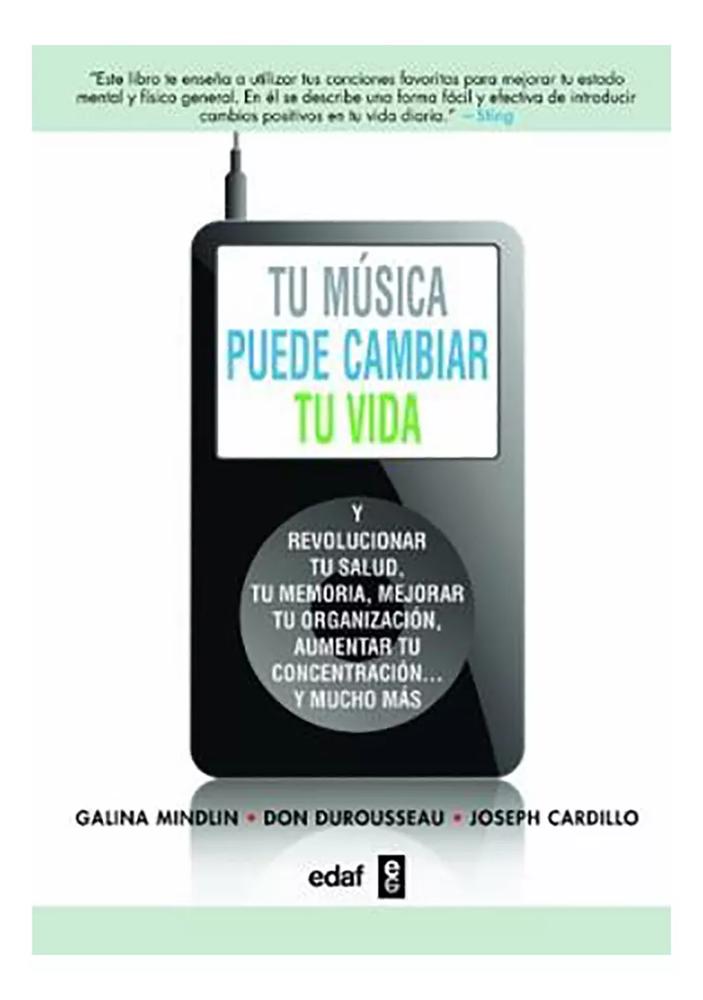 "Este libro te enseña a utilizar tus canciones favoritas para mejorar tu estado
mental y físico general. En él se describe una forma fácil y efectiva de introducir
cambios positivos en tu vida diaria." — Sting
TU MÚSICA
PUEDE CAMBIAR
TU VIDA
Y
REVOLUCIONAR
TU SALUD,
TU MEMORIA, MEJORAR
TU ORGANIZACIÓN,
AUMENTAR TU
CONCENTRACIÓN...
Y MUCHO MÁS
GALINA MINDLIN • DON DUROUSSEAU • JOSEPH CARDILLO
edaf